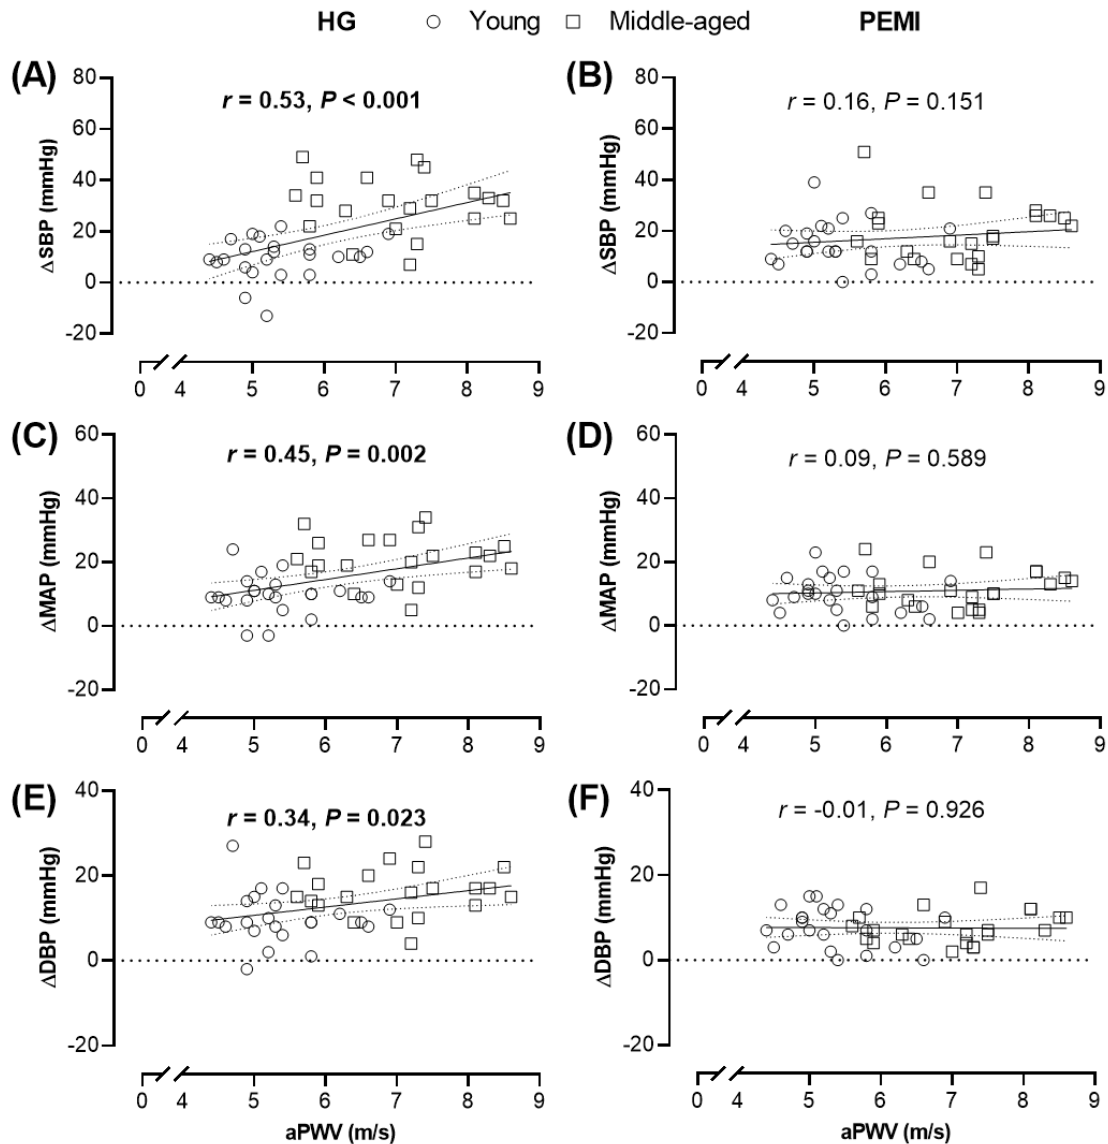 HG Young Middle-aged PEMI
(A) (B)
r = 0.53, P < 0.001
r = 0.16, P = 0.151
ΔSBP (mmHg)
80
60
40
20
0
-20
0 4 5 6 7 8 9
ΔSBP (mmHg)
80
60
40
20
0
-20
0 4 5 6 7 8 9
(C) (D)
r = 0.45, P = 0.002
r = 0.09, P = 0.589
ΔMAP (mmHg)
60
40
20
0
-20
0 4 5 6 7 8 9
ΔMAP (mmHg)
60
40
20
0
-20
0 4 5 6 7 8 9
(E) (F)
r = 0.34, P = 0.023
r = -0.01, P = 0.926
ΔDBP (mmHg)
40
20
0
-20
0 4 5 6 7 8 9
aPWV (m/s)
ΔDBP (mmHg)
40
20
0
-20
0 4 5 6 7 8 9
aPWV (m/s)